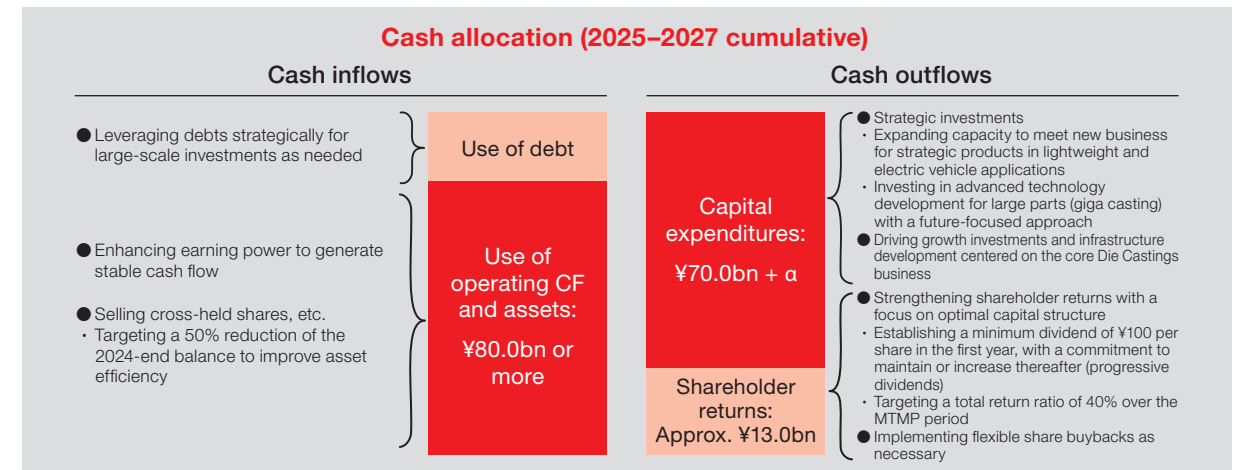 Cash allocation (2025–2027 cumulative)
Cash inflows
● Leveraging debts strategically for
large-scale investments as needed
● Enhancing earning power to generate
stable cash flow
● Selling cross-held shares, etc.
・ Targeting a 50% reduction of the
2024-end balance to improve asset
efficiency
Use of debt
Use of
operating CF
and assets:
¥80.0bn or
more
Cash outflows
Capital
expenditures:
¥70.0bn + α
Shareholder
returns:
Approx. ¥13.0bn
● Strategic investments
・ Expanding capacity to meet new business
for strategic products in lightweight and
electric vehicle applications
・ Investing in advanced technology
development for large parts (giga casting)
with a future-focused approach
● Driving growth investments and infrastructure
development centered on the core Die Castings
business
● Strengthening shareholder returns with a
focus on optimal capital structure
・ Establishing a minimum dividend of ¥100 per
share in the first year, with a commitment to
maintain or increase thereafter (progressive
dividends)
・ Targeting a total return ratio of 40% over the
MTMP period
● Implementing flexible share buybacks as
necessary